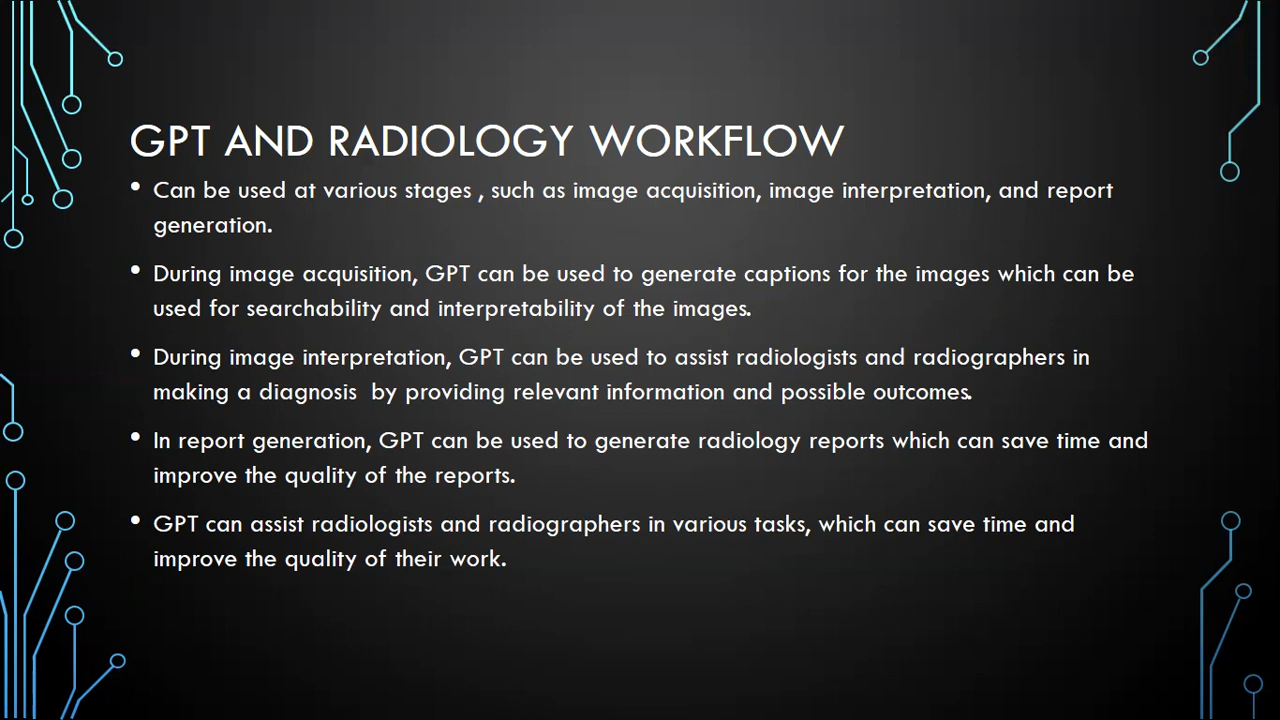 GPT AND RADIOLOGY WORKFLOW
• Can be used at various stages , such as image acquisition, image interpretation, and report
generation.
• During image acquisition, GPT can be used to generate captions for the images which can be
used for searchability and interpretability of the images.
• During image interpretation, GPT can be used to assist radiologists and radiographers in
making a diagnosis  by providing relevant information and possible outcomes.
• In report generation, GPT can be used to generate radiology reports which can save time and
improve the quality of the reports.
• GPT can assist radiologists and radiographers in various tasks, which can save time and
improve the quality of their work.